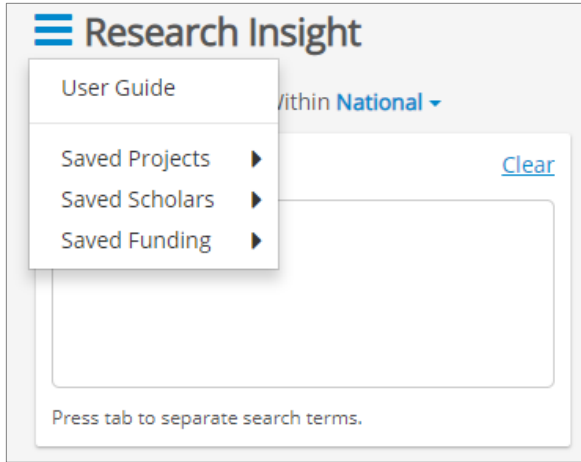 Research Insight
User Guide
Within National
Saved Projects
Clear
Saved Scholars
Saved Funding
Press tab to separate search terms.